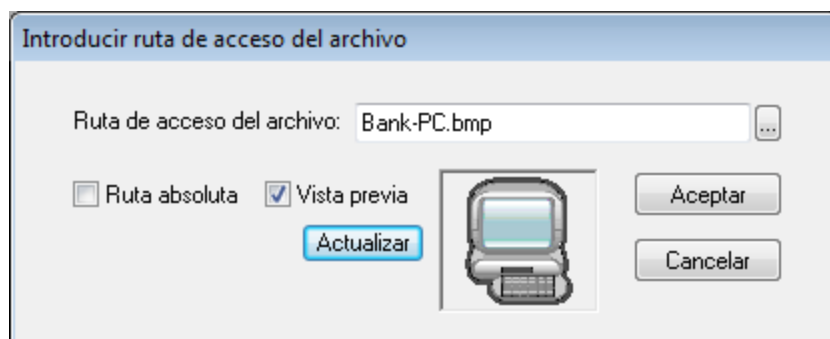 Introducir ruta de acceso del archivo
Ruta de acceso del archivo: Bank-PC.bmp ...
Ruta absoluta Vista previa Aceptar
Actualizar
Cancelar